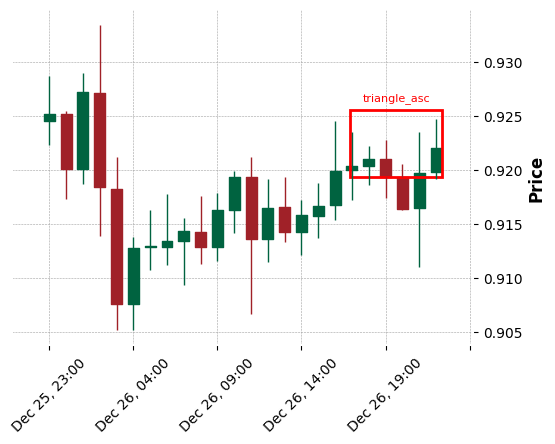 triangle_asc
0.930
0.925
0.920
0.915
0.910
0.905
Price
Dec 25, 23:00
Dec 26, 04:00
Dec 26, 09:00
Dec 26, 14:00
Dec 26, 19:00